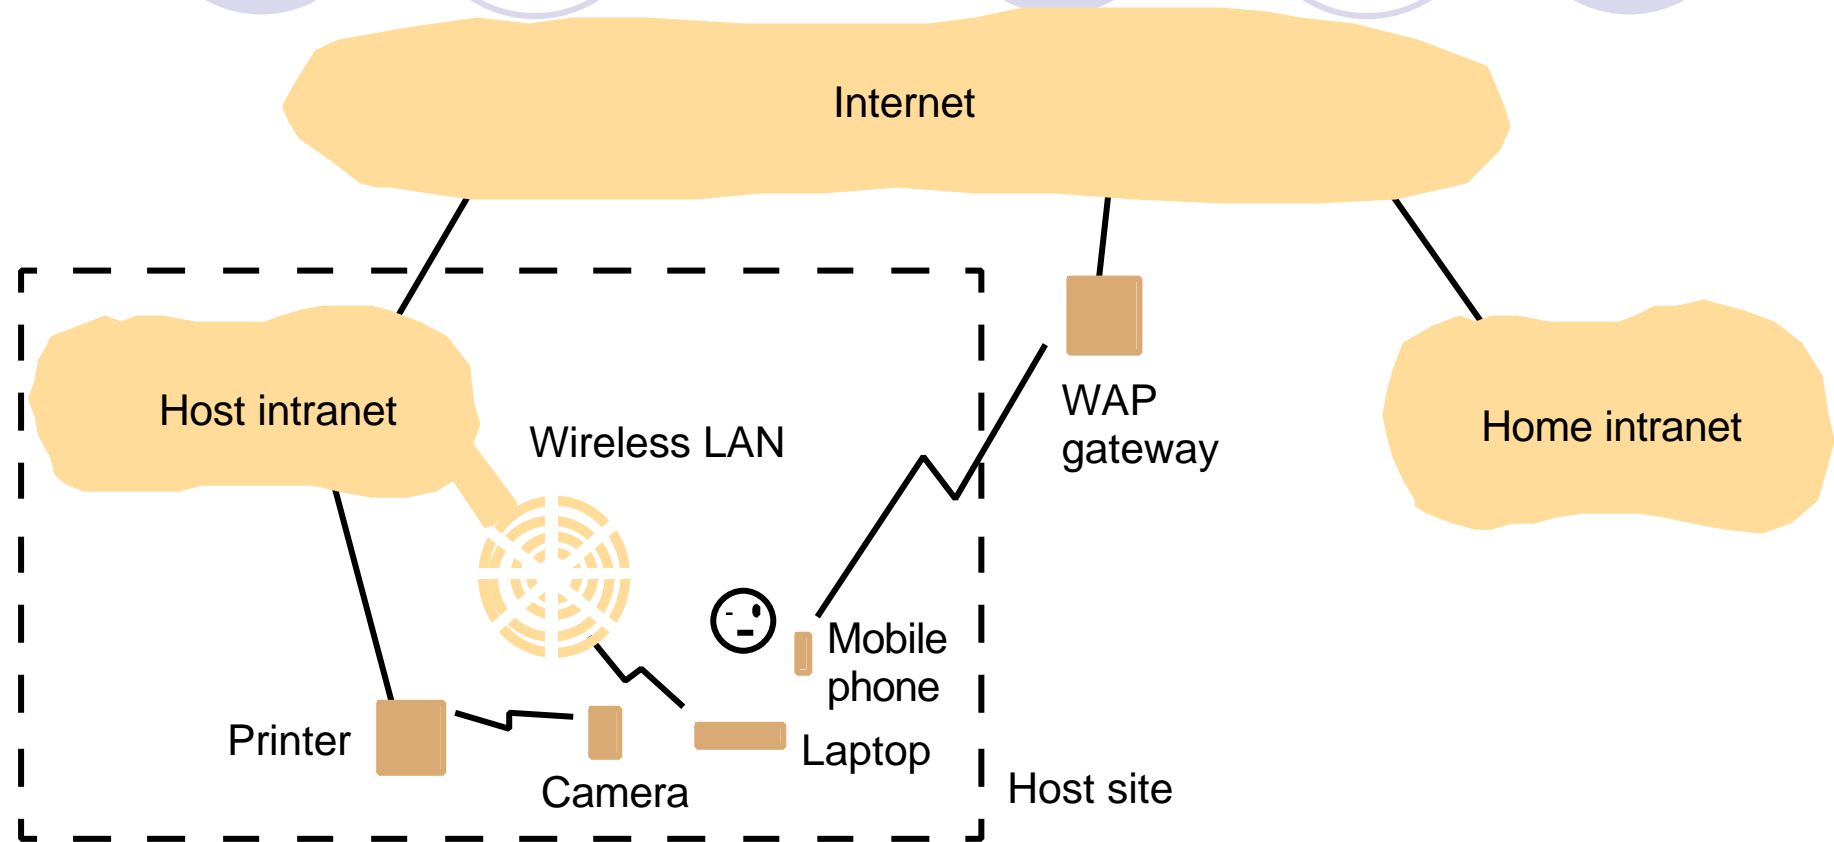 Internet
Host intranet
Wireless LAN
WAP
gateway
Home intranet
Mobile
phone
Printer
Camera
Laptop
Host site